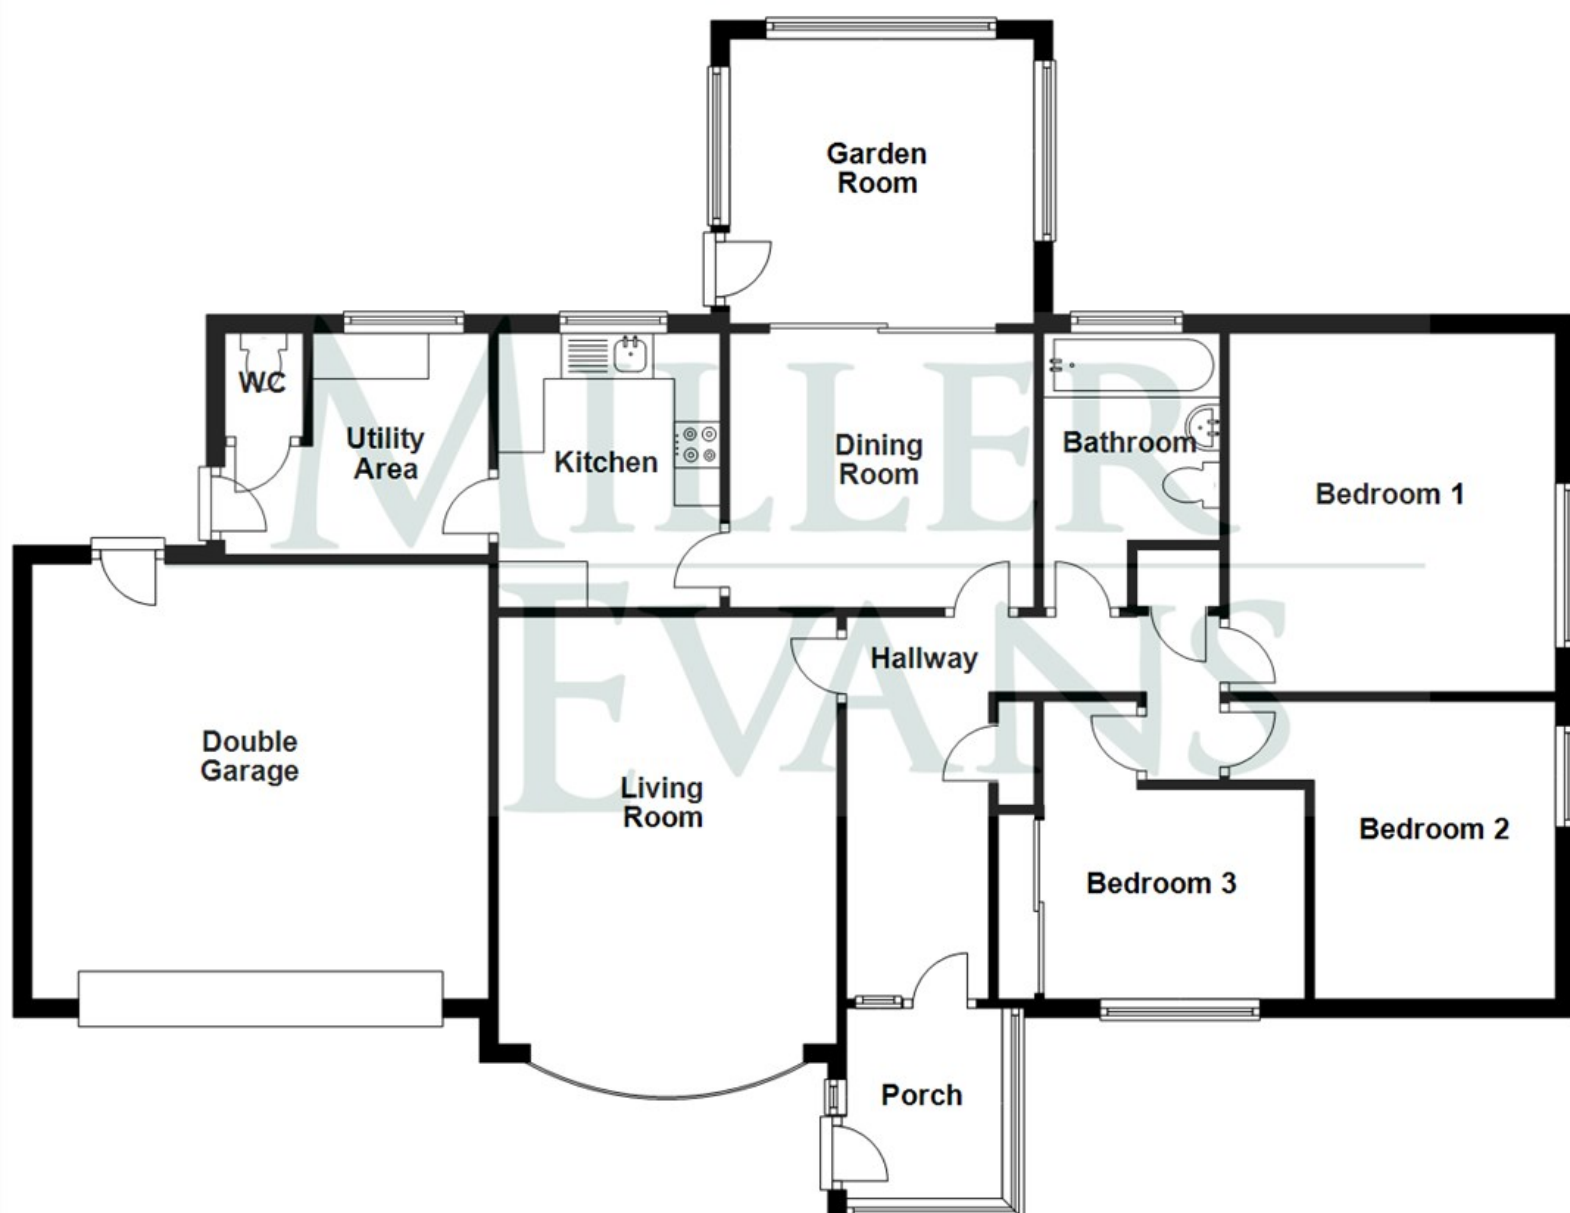 Garden
Room
WC
Utility
Area
Kitchen
Dining
Room
Bathroom
Bedroom 1
MILLER
EVANS
Hallway
Double
Garage
Living
Room
Bedroom 2
Bedroom 3
Porch